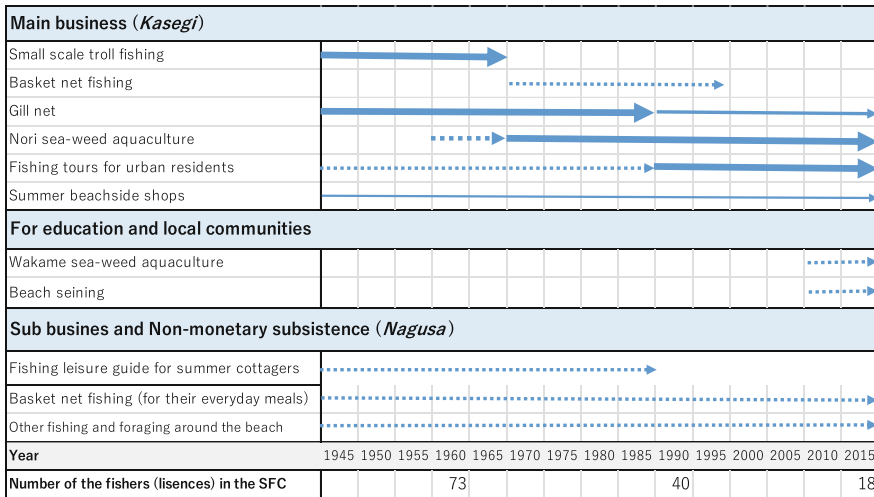 Main business (Kasegi)
Small scale troll fishing
Basket net fishing
Gill net
Nori sea-weed aquaculture
Fishing tours for urban residents
Summer beachside shops
For education and local communities
Wakame sea-weed aquaculture
Beach seining
Sub busines and Non-monetary subsistence (Nagusa)
Fishing leisure guide for summer cottagers
Basket net fishing (for their everyday meals)
Other fishing and foraging around the beach
Year 1945 1950 1955 1960 1965 1970 1975 1980 1985 1990 1995 2000 2005 2010 2015
Number of the fishers (lisences) in the SFC 73 40 18